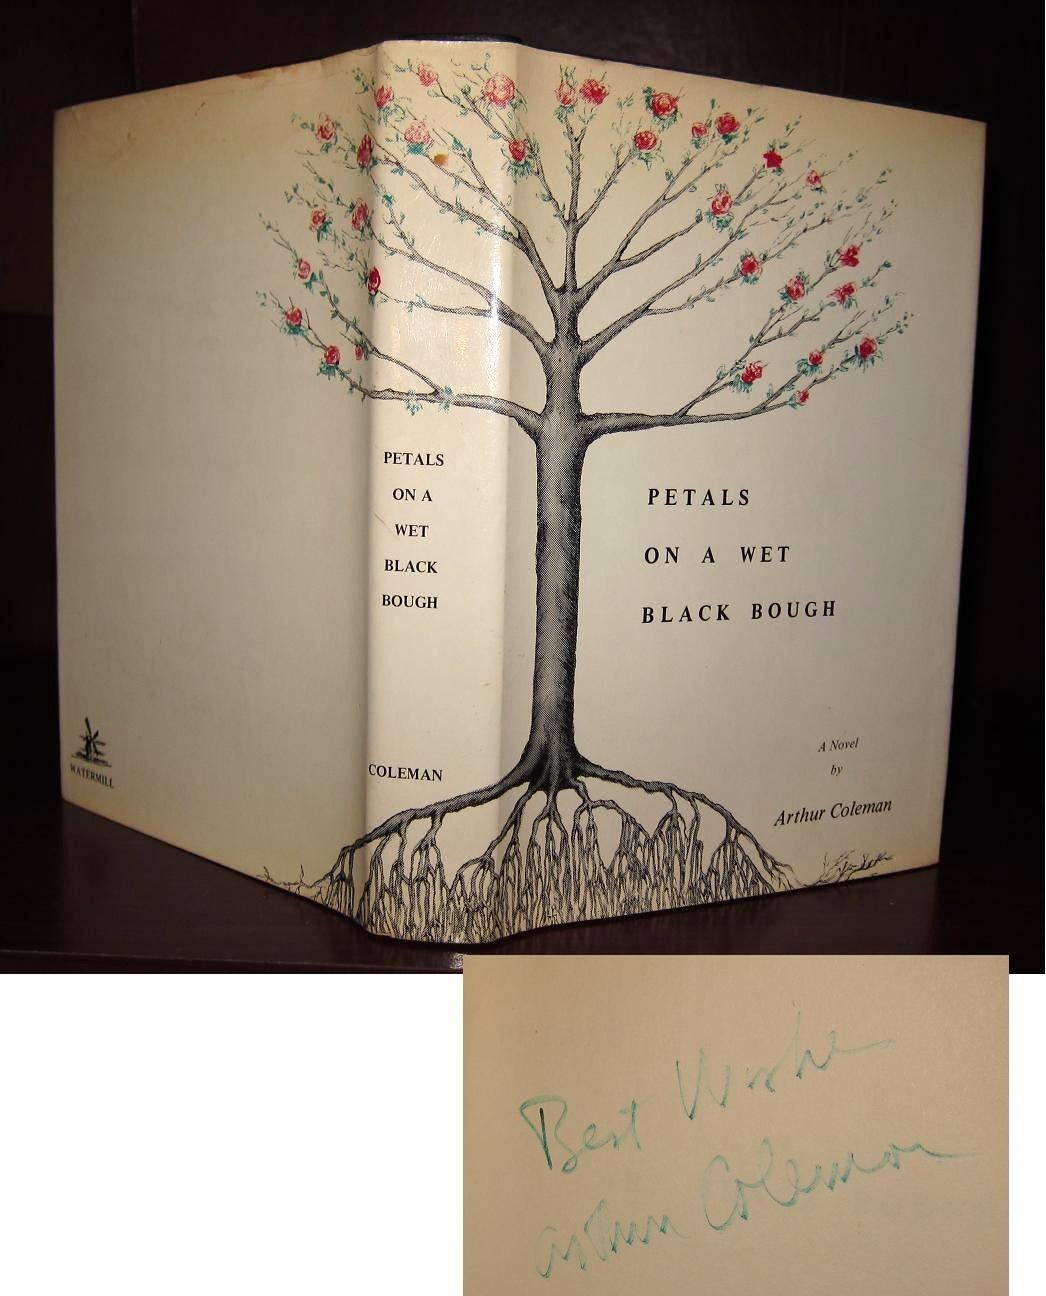 PETALS
ON A
WET
BLACK
BOUGH
COLEMAN
PETALS
ON A WET
BLACK BOUGH
A Novel
by
Arthur Coleman
WATERMILL
Best Wishes
Arthur Coleman